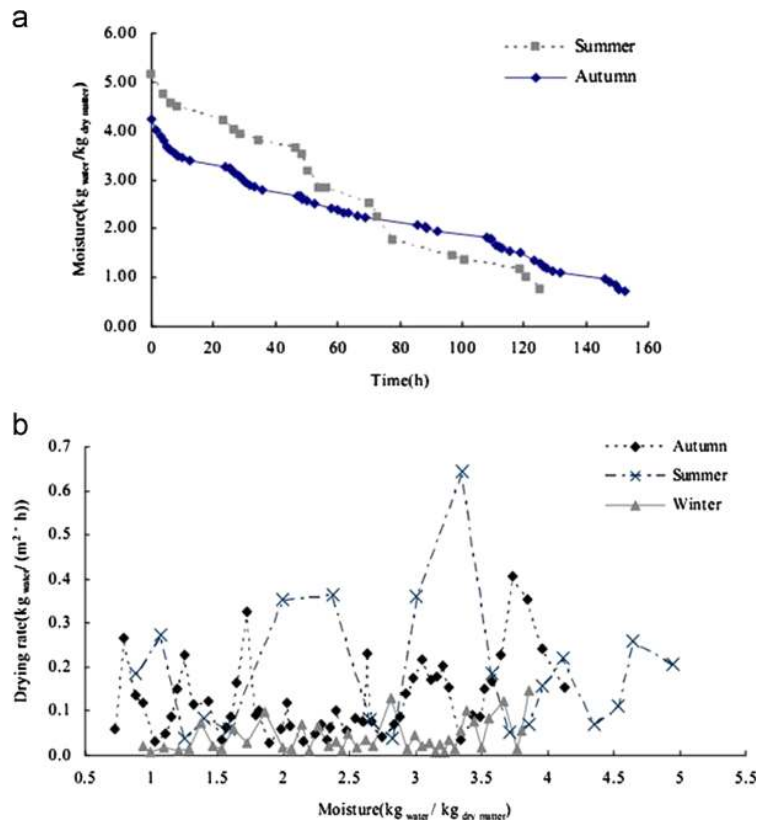 a
Moisture(kg water/kg dry matter)
6.00
5.00
4.00
3.00
2.00
1.00
0.00
Summer
Autumn
0 20 40 60 80 100 120 140 160
Time(h)
b
Drying rate(kg water/ (m² · h))
0.7
0.6
0.5
0.4
0.3
0.2
0.1
0.0
Autumn
Summer
Winter
0.5 1 1.5 2 2.5 3 3.5 4 4.5 5 5.5
Moisture(kg water/ kg dry matter)